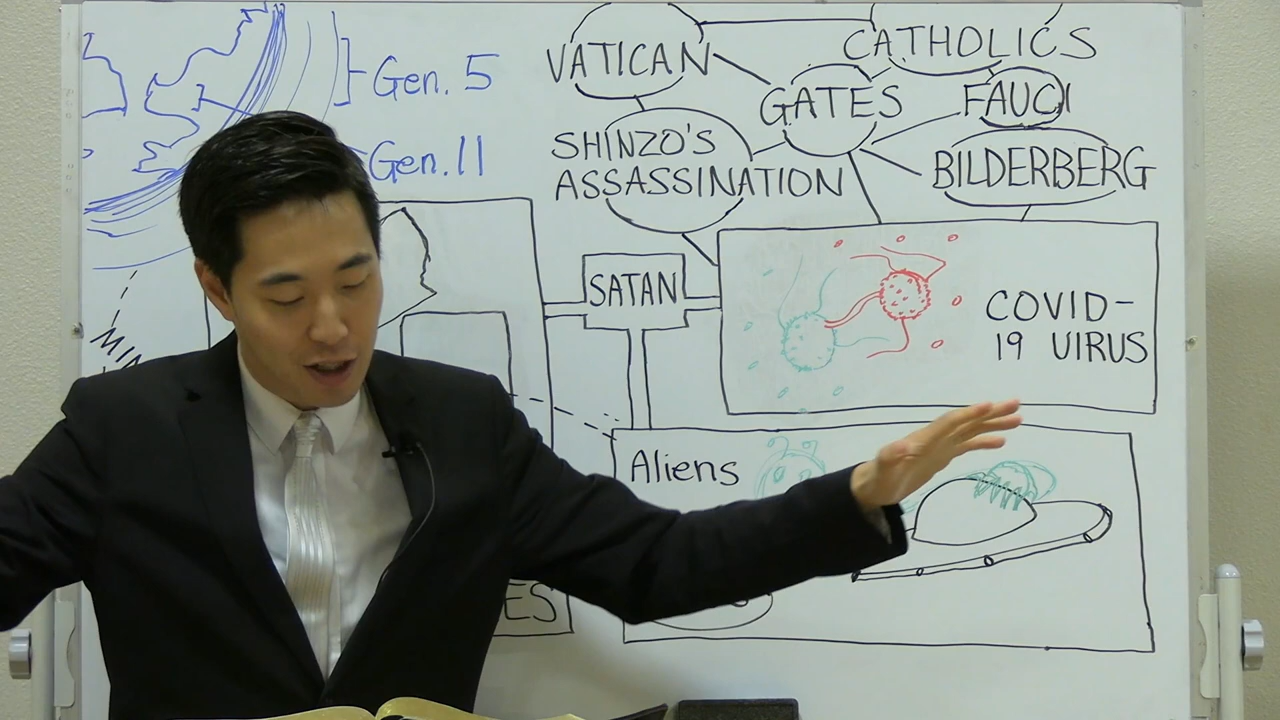 Gen. 5
Gen. 11
VATICAN
CATHOLICS
GATES
FAUCI
SHINZO'S
ASSASSINATION
BILDERBERG
SATAN
COVID-
19 VIRUS
Aliens